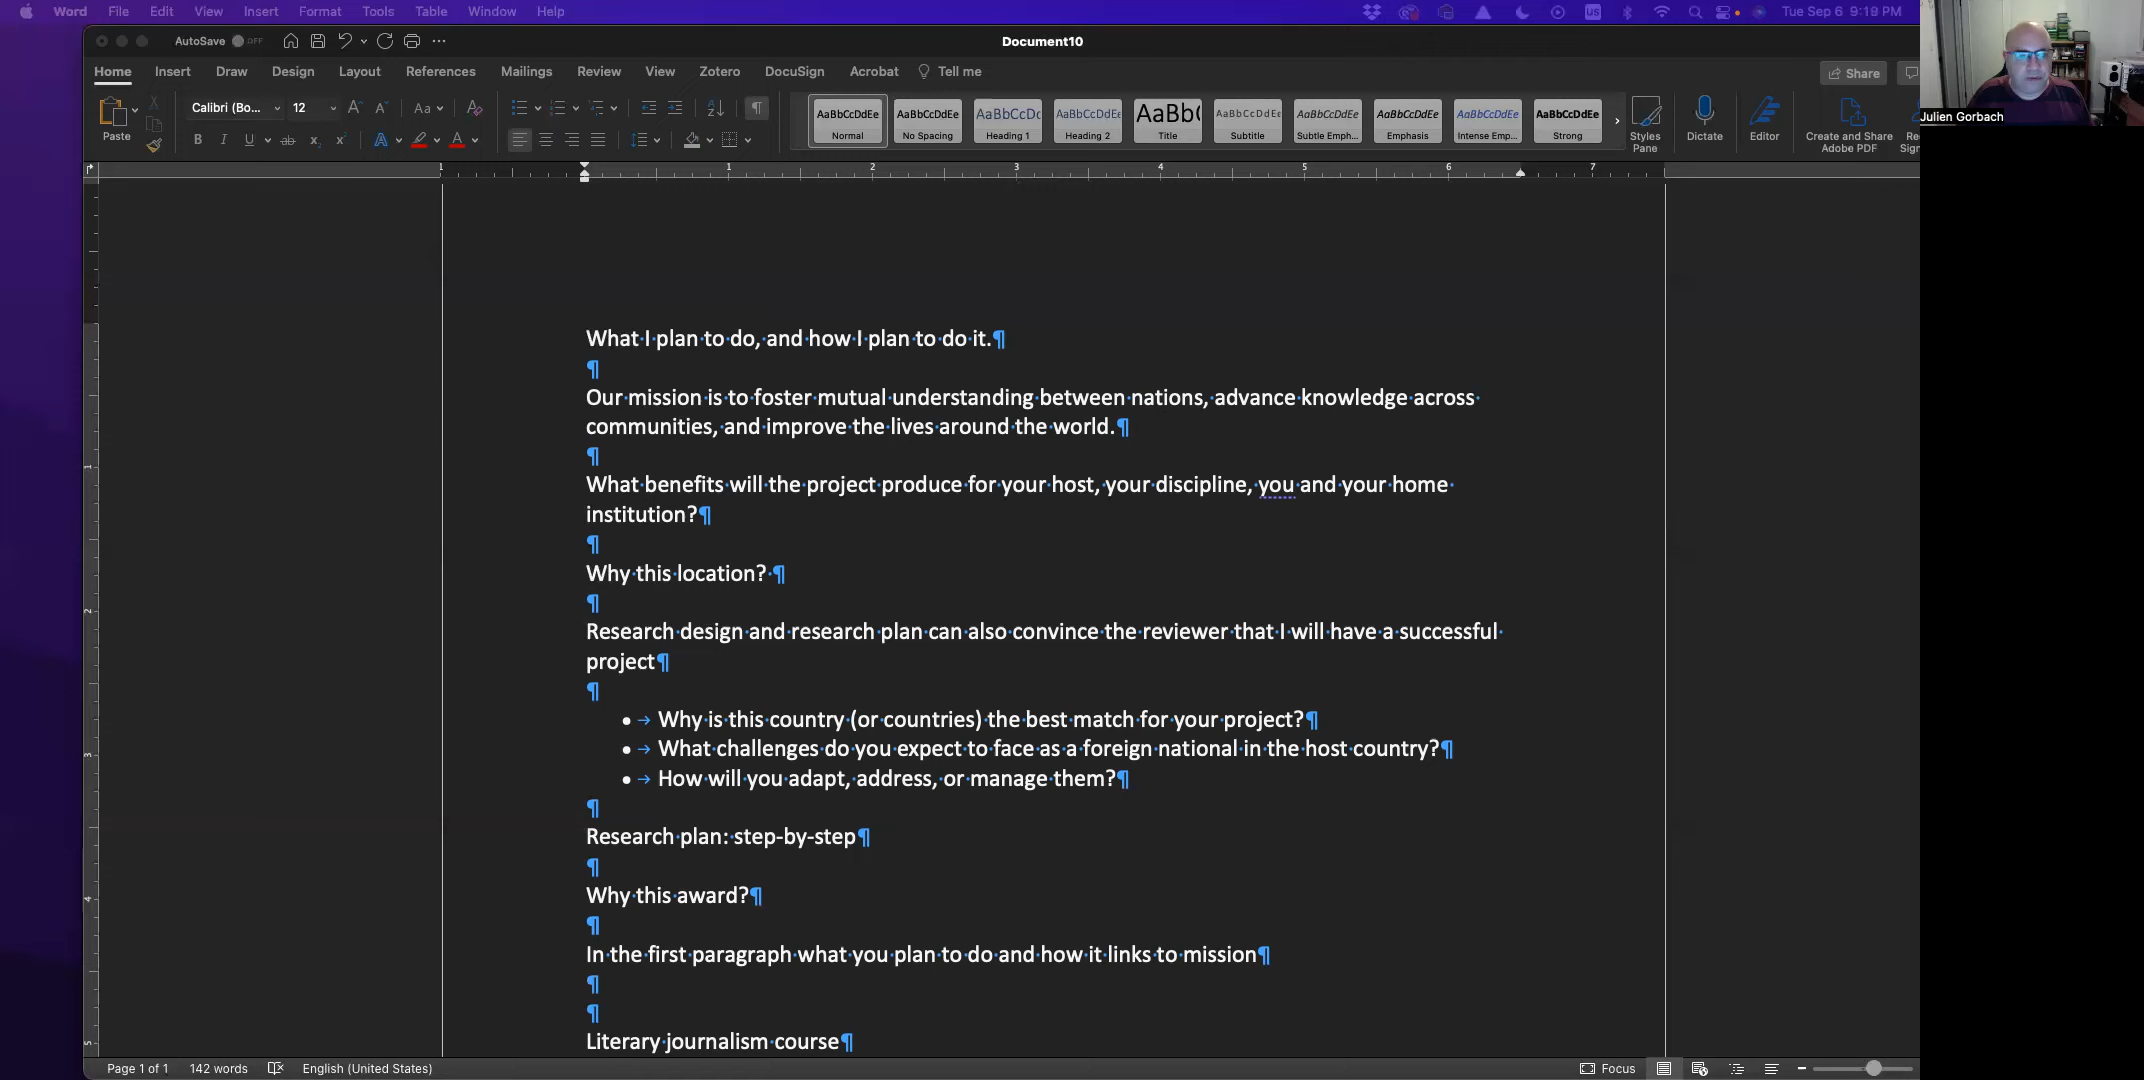 Word File Edit View Insert Format Tools Table Window Help US Tue Sep 6 9:19 PM
AutoSave OFF Document10
Home Insert Draw Design Layout References Mailings Review View Zotero DocuSign Acrobat Tell me Share
Paste Calibri (Bo... 12 Aa
AaBbCcDdEe AaBbCcDdEe AaBbCcDc AaBbCcDdEe AaBb( AaBbCcDdEe AaBbCcDdEe AaBbCcDdEe AaBbCcDdEe AaBbCcDdEe
Normal No Spacing Heading 1 Heading 2 Title Subtitle Subtle Emph... Emphasis Intense Emp... Strong
Styles Pane Dictate Editor Create and Share Adobe PDF
Julien Gorbach
1 1 2 3 4 5 6 7
What I plan to do, and how I plan to do it.¶
¶
Our mission is to foster mutual understanding between nations, advance knowledge across
communities, and improve the lives around the world.¶
¶
What benefits will the project produce for your host, your discipline, you and your home
institution?¶
¶
Why this location? ¶
¶
Research design and research plan can also convince the reviewer that I will have a successful
project¶
¶
• → Why is this country (or countries) the best match for your project?¶
• → What challenges do you expect to face as a foreign national in the host country?¶
• → How will you adapt, address, or manage them?¶
¶
Research plan: step-by-step¶
¶
Why this award?¶
¶
In the first paragraph what you plan to do and how it links to mission¶
¶
¶
Literary journalism course¶
Page 1 of 1 142 words English (United States) Focus